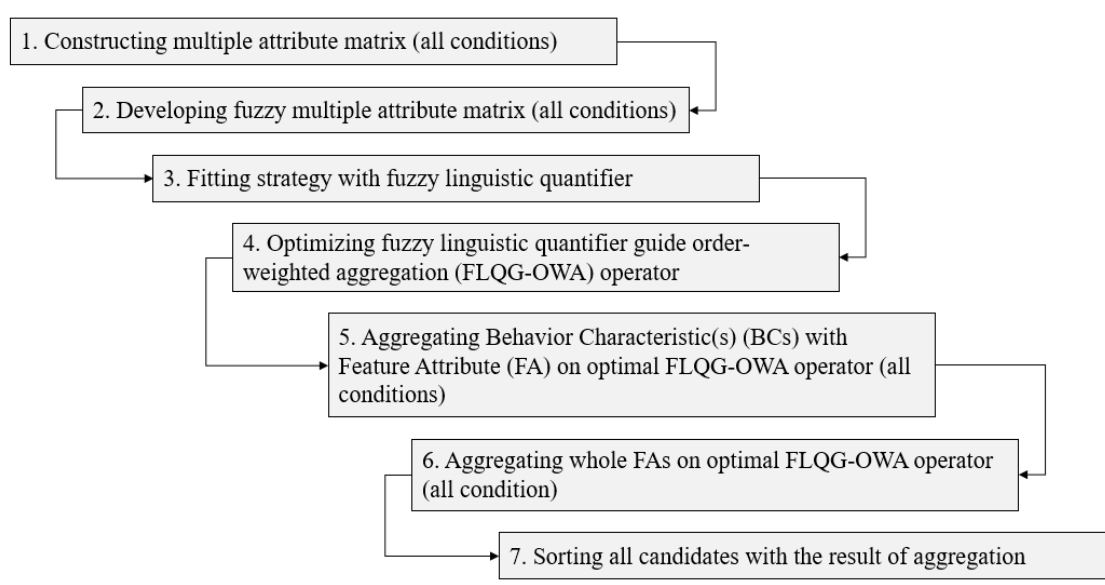 1. Constructing multiple attribute matrix (all conditions)
2. Developing fuzzy multiple attribute matrix (all conditions)
3. Fitting strategy with fuzzy linguistic quantifier
4. Optimizing fuzzy linguistic quantifier guide order-
weighted aggregation (FLQG-OWA) operator
5. Aggregating Behavior Characteristic(s) (BCs) with
Feature Attribute (FA) on optimal FLQG-OWA operator (all
conditions)
6. Aggregating whole FAs on optimal FLQG-OWA operator
(all condition)
7. Sorting all candidates with the result of aggregation